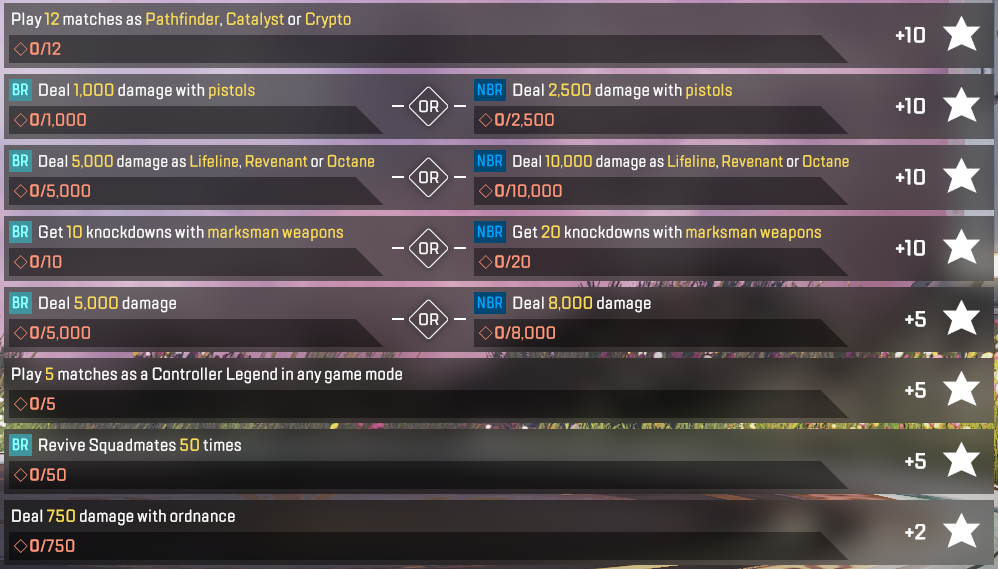 Play 12 matches as Pathfinder, Catalyst or Crypto
0/12
+10
BR Deal 1,000 damage with pistols
0/1,000
OR
NBR Deal 2,500 damage with pistols
0/2,500
+10
BR Deal 5,000 damage as Lifeline, Revenant or Octane
0/5,000
OR
NBR Deal 10,000 damage as Lifeline, Revenant or Octane
0/10,000
+10
BR Get 10 knockdowns with marksman weapons
0/10
OR
NBR Get 20 knockdowns with marksman weapons
0/20
+10
BR Deal 5,000 damage
0/5,000
OR
NBR Deal 8,000 damage
0/8,000
+5
Play 5 matches as a Controller Legend in any game mode
0/5
+5
BR Revive Squadmates 50 times
0/50
+5
Deal 750 damage with ordnance
0/750
+2